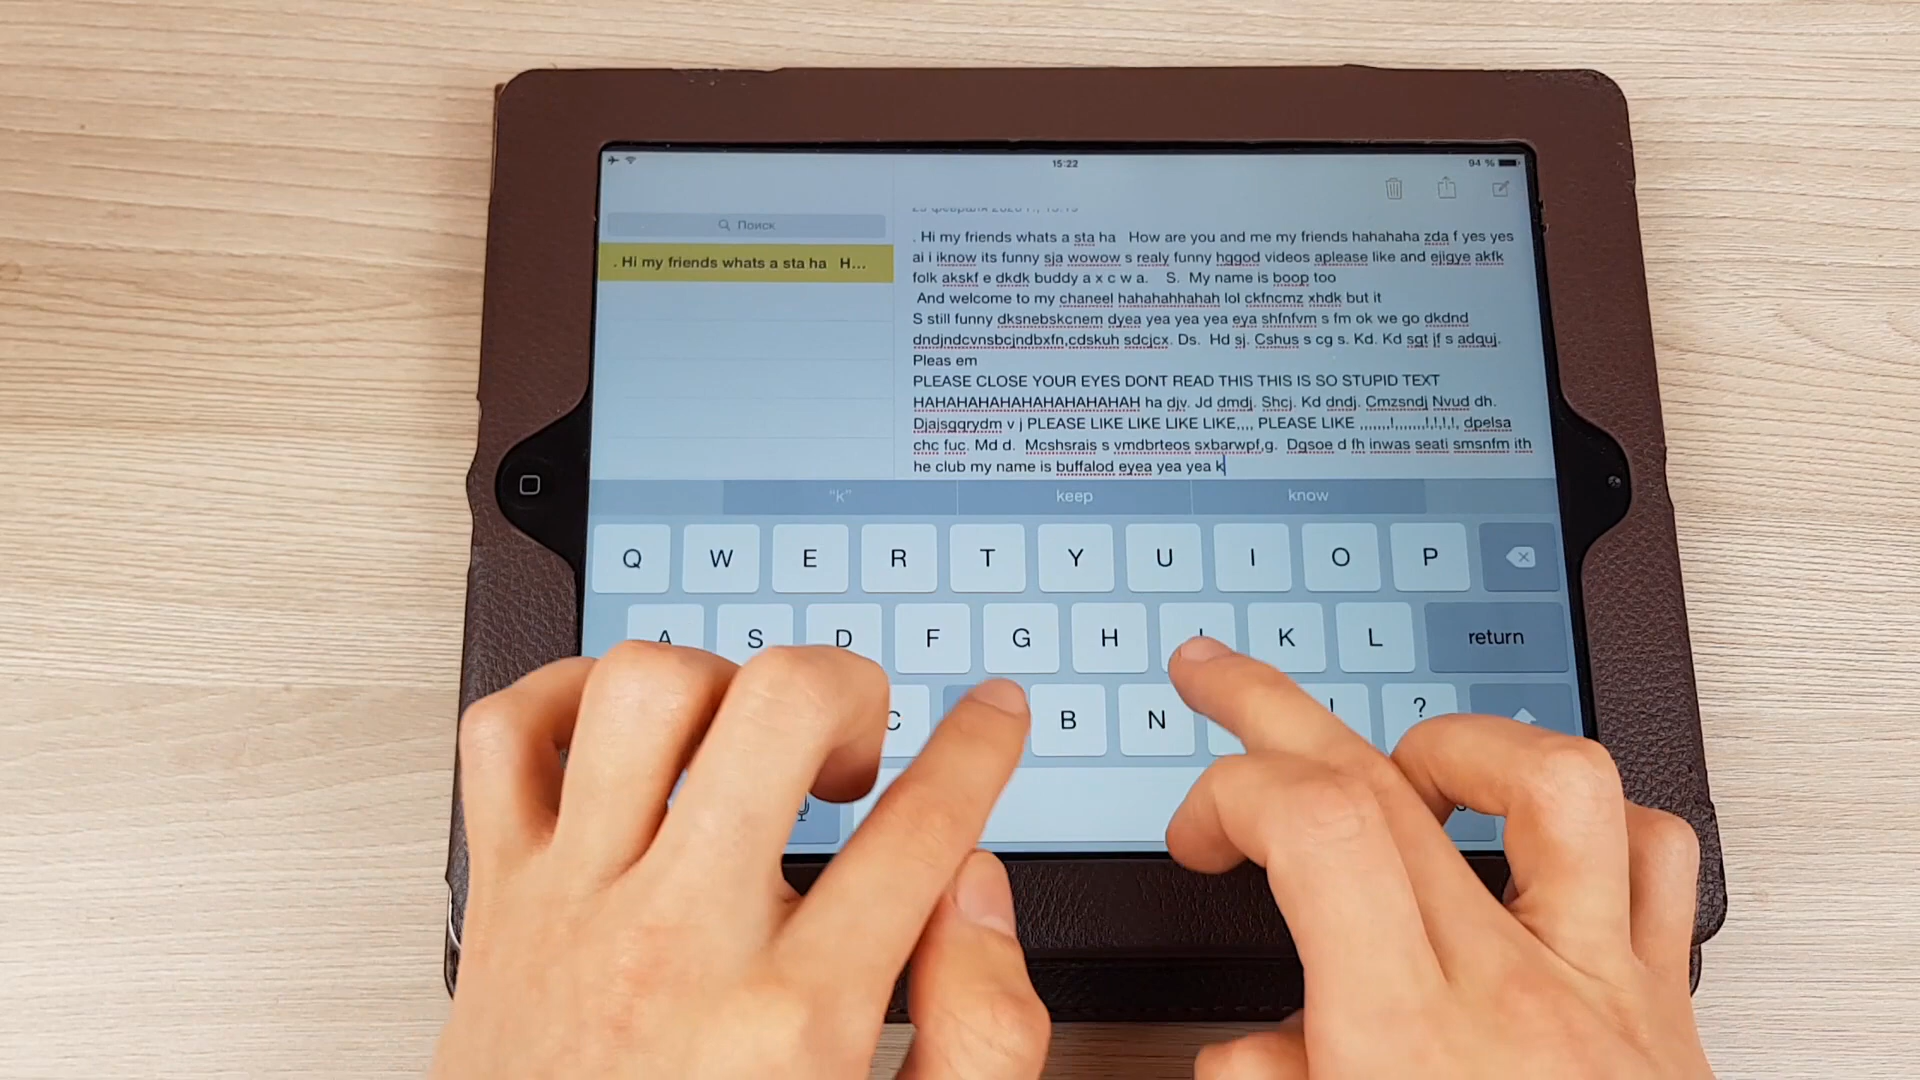 15:22
94 %
Поиск
. Hi my friends whats a sta ha H...
. Hi my friends whats a sta ha How are you and me my friends hahahaha zda f yes yes
ai i iknow its funny sja wowow s realy funny hggod videos aplease like and ejigye akfk
folk akskf e dkdk buddy a x c w a. S. My name is boop too
And welcome to my chaneel hahahahhahah lol ckfncmz xhdk but it
S still funny dksnebskcnem dyea yea yea yea eya shfnfvm s fm ok we go dkdnd
dndjndcvnsbcjndbxfn,cdskuh sdcjcx. Ds. Hd sj. Cshus s cg s. Kd. Kd sgt jf s adquj.
Pleas em
PLEASE CLOSE YOUR EYES DONT READ THIS THIS IS SO STUPID TEXT
HAHAHAHAHAHAHAHAHAHAH ha djv. Jd dmdj. Shcj. Kd dndj. Cmzsndj Nvud dh.
Djajsgqrydm v j PLEASE LIKE LIKE LIKE LIKE,,,, PLEASE LIKE ,,,,,,,!,,,,,,,!,!,!,!, dpelsa
chc fuc. Md d. Mcshsrais s vmdbrteos sxbarwpf,g. Dgsoe d fh inwas seati smsnfm ith
he club my name is buffalod eyea yea yea k
"k" keep know
Q W E R T Y U I O P
A S D F G H J K L return
C B N ! ?